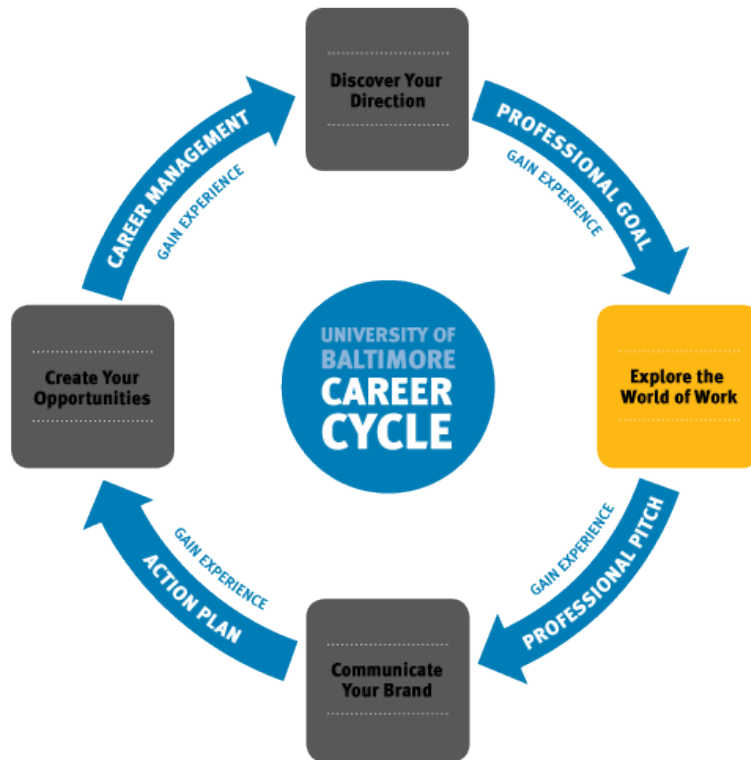 Discover Your
Direction
PROFESSIONAL GOAL
GAIN EXPERIENCE
Explore the
World of Work
PROFESSIONAL PITCH
GAIN EXPERIENCE
Communicate
Your Brand
ACTION PLAN
GAIN EXPERIENCE
Create Your
Opportunities
CAREER MANAGEMENT
GAIN EXPERIENCE
UNIVERSITY OF
BALTIMORE
CAREER
CYCLE